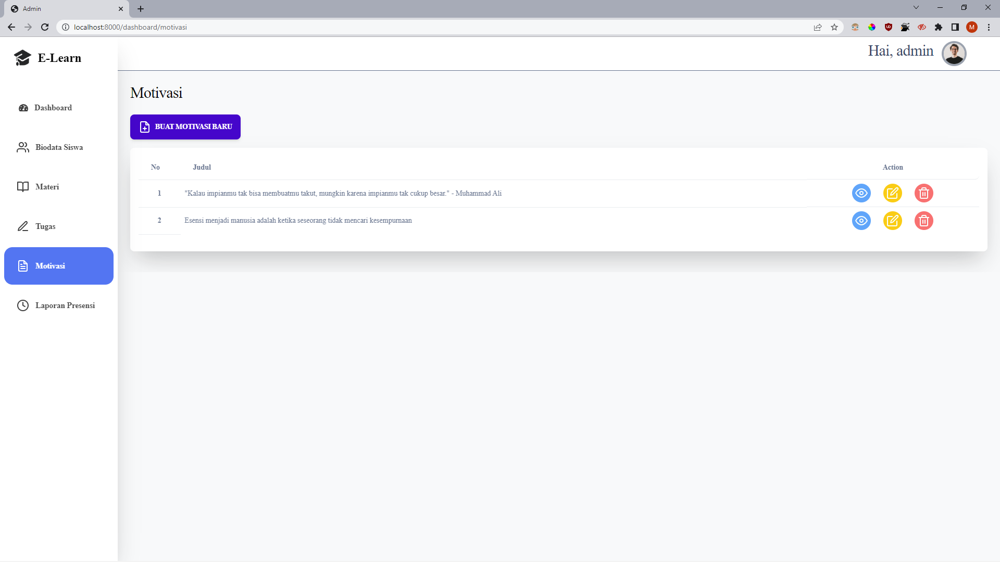 Admin
localhost:8000/dashboard/motivasi
M
E-Learn
Hai, admin
Dashboard
Biodata Siswa
Materi
Tugas
Motivasi
Laporan Presensi
Motivasi
BUAT MOTIVASI BARU
No Judul Action
1 "Kalau impianmu tak bisa membuatmu takut, mungkin karena impianmu tak cukup besar." - Muhammad Ali
2 Esensi menjadi manusia adalah ketika seseorang tidak mencari kesempurnaan